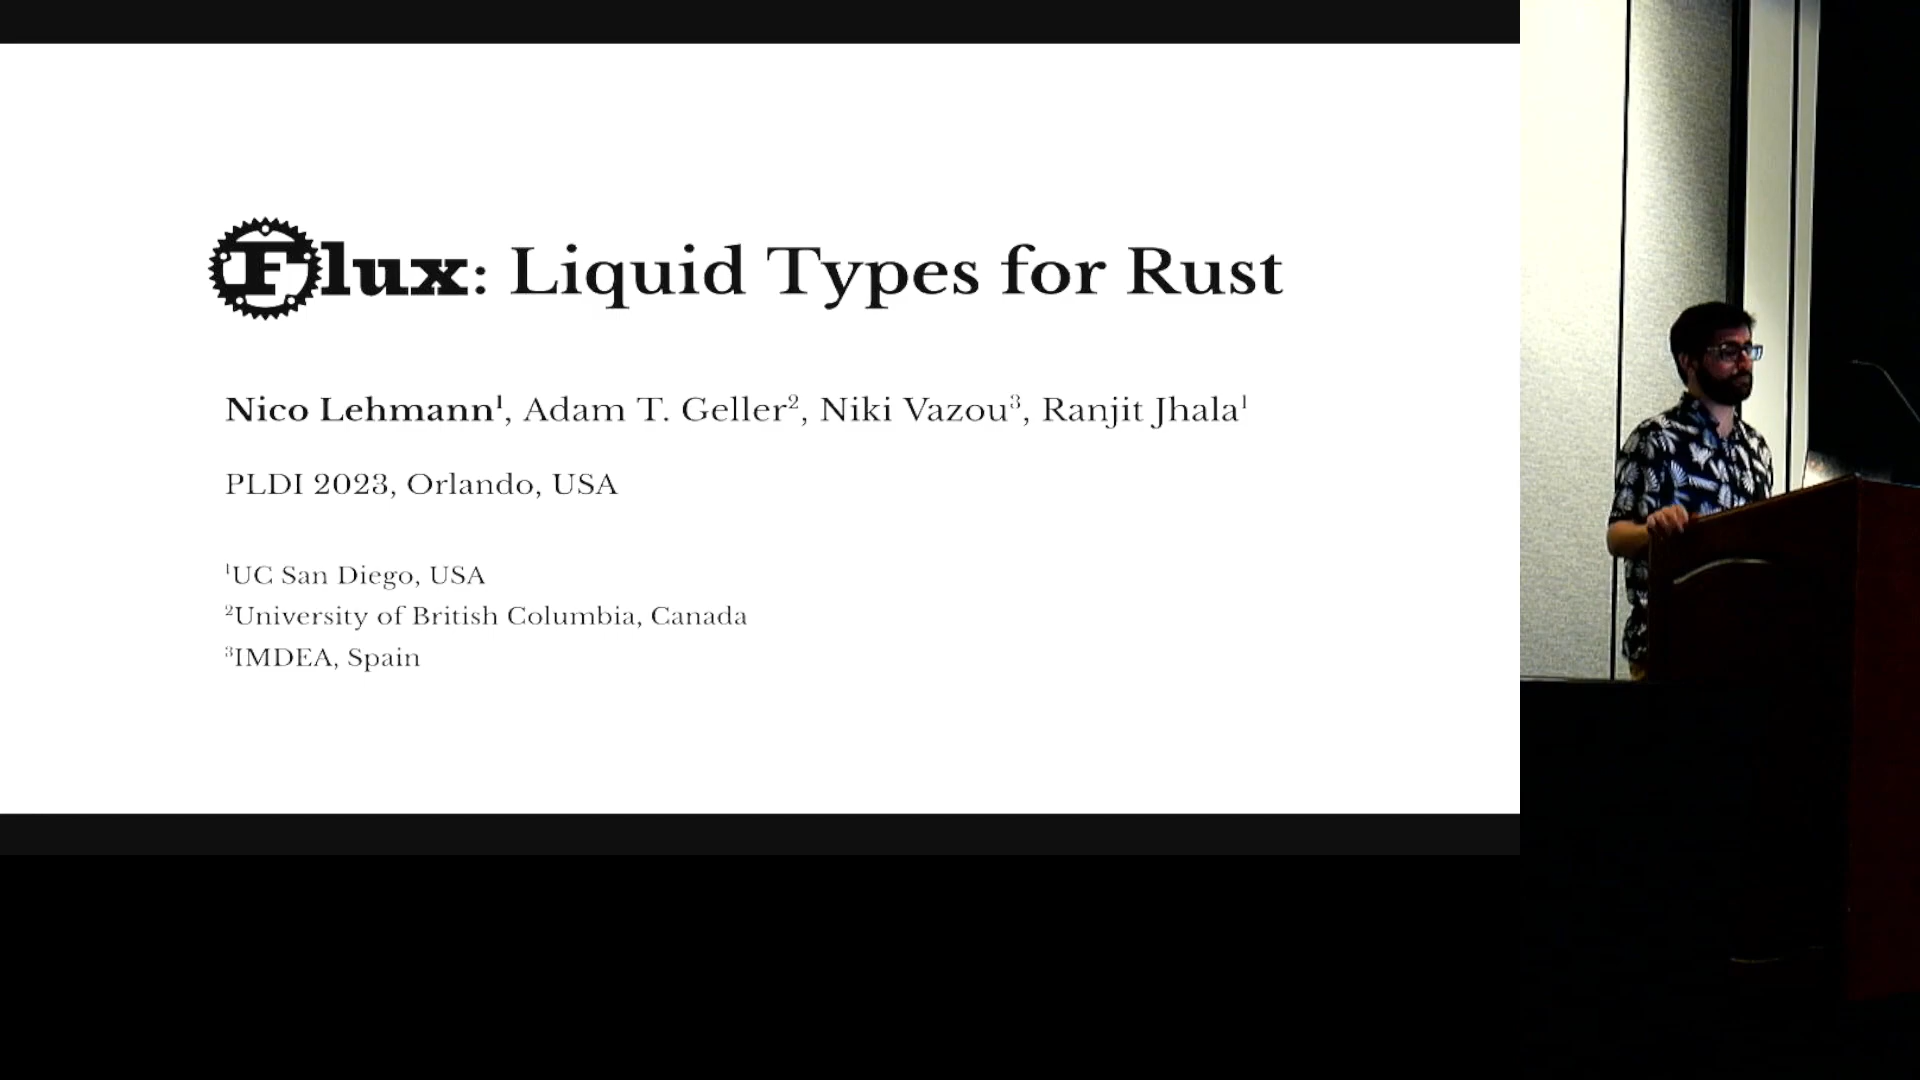 Flux: Liquid Types for Rust
Nico Lehmann¹, Adam T. Geller², Niki Vazou³, Ranjit Jhala¹
PLDI 2023, Orlando, USA
¹UC San Diego, USA
²University of British Columbia, Canada
³IMDEA, Spain